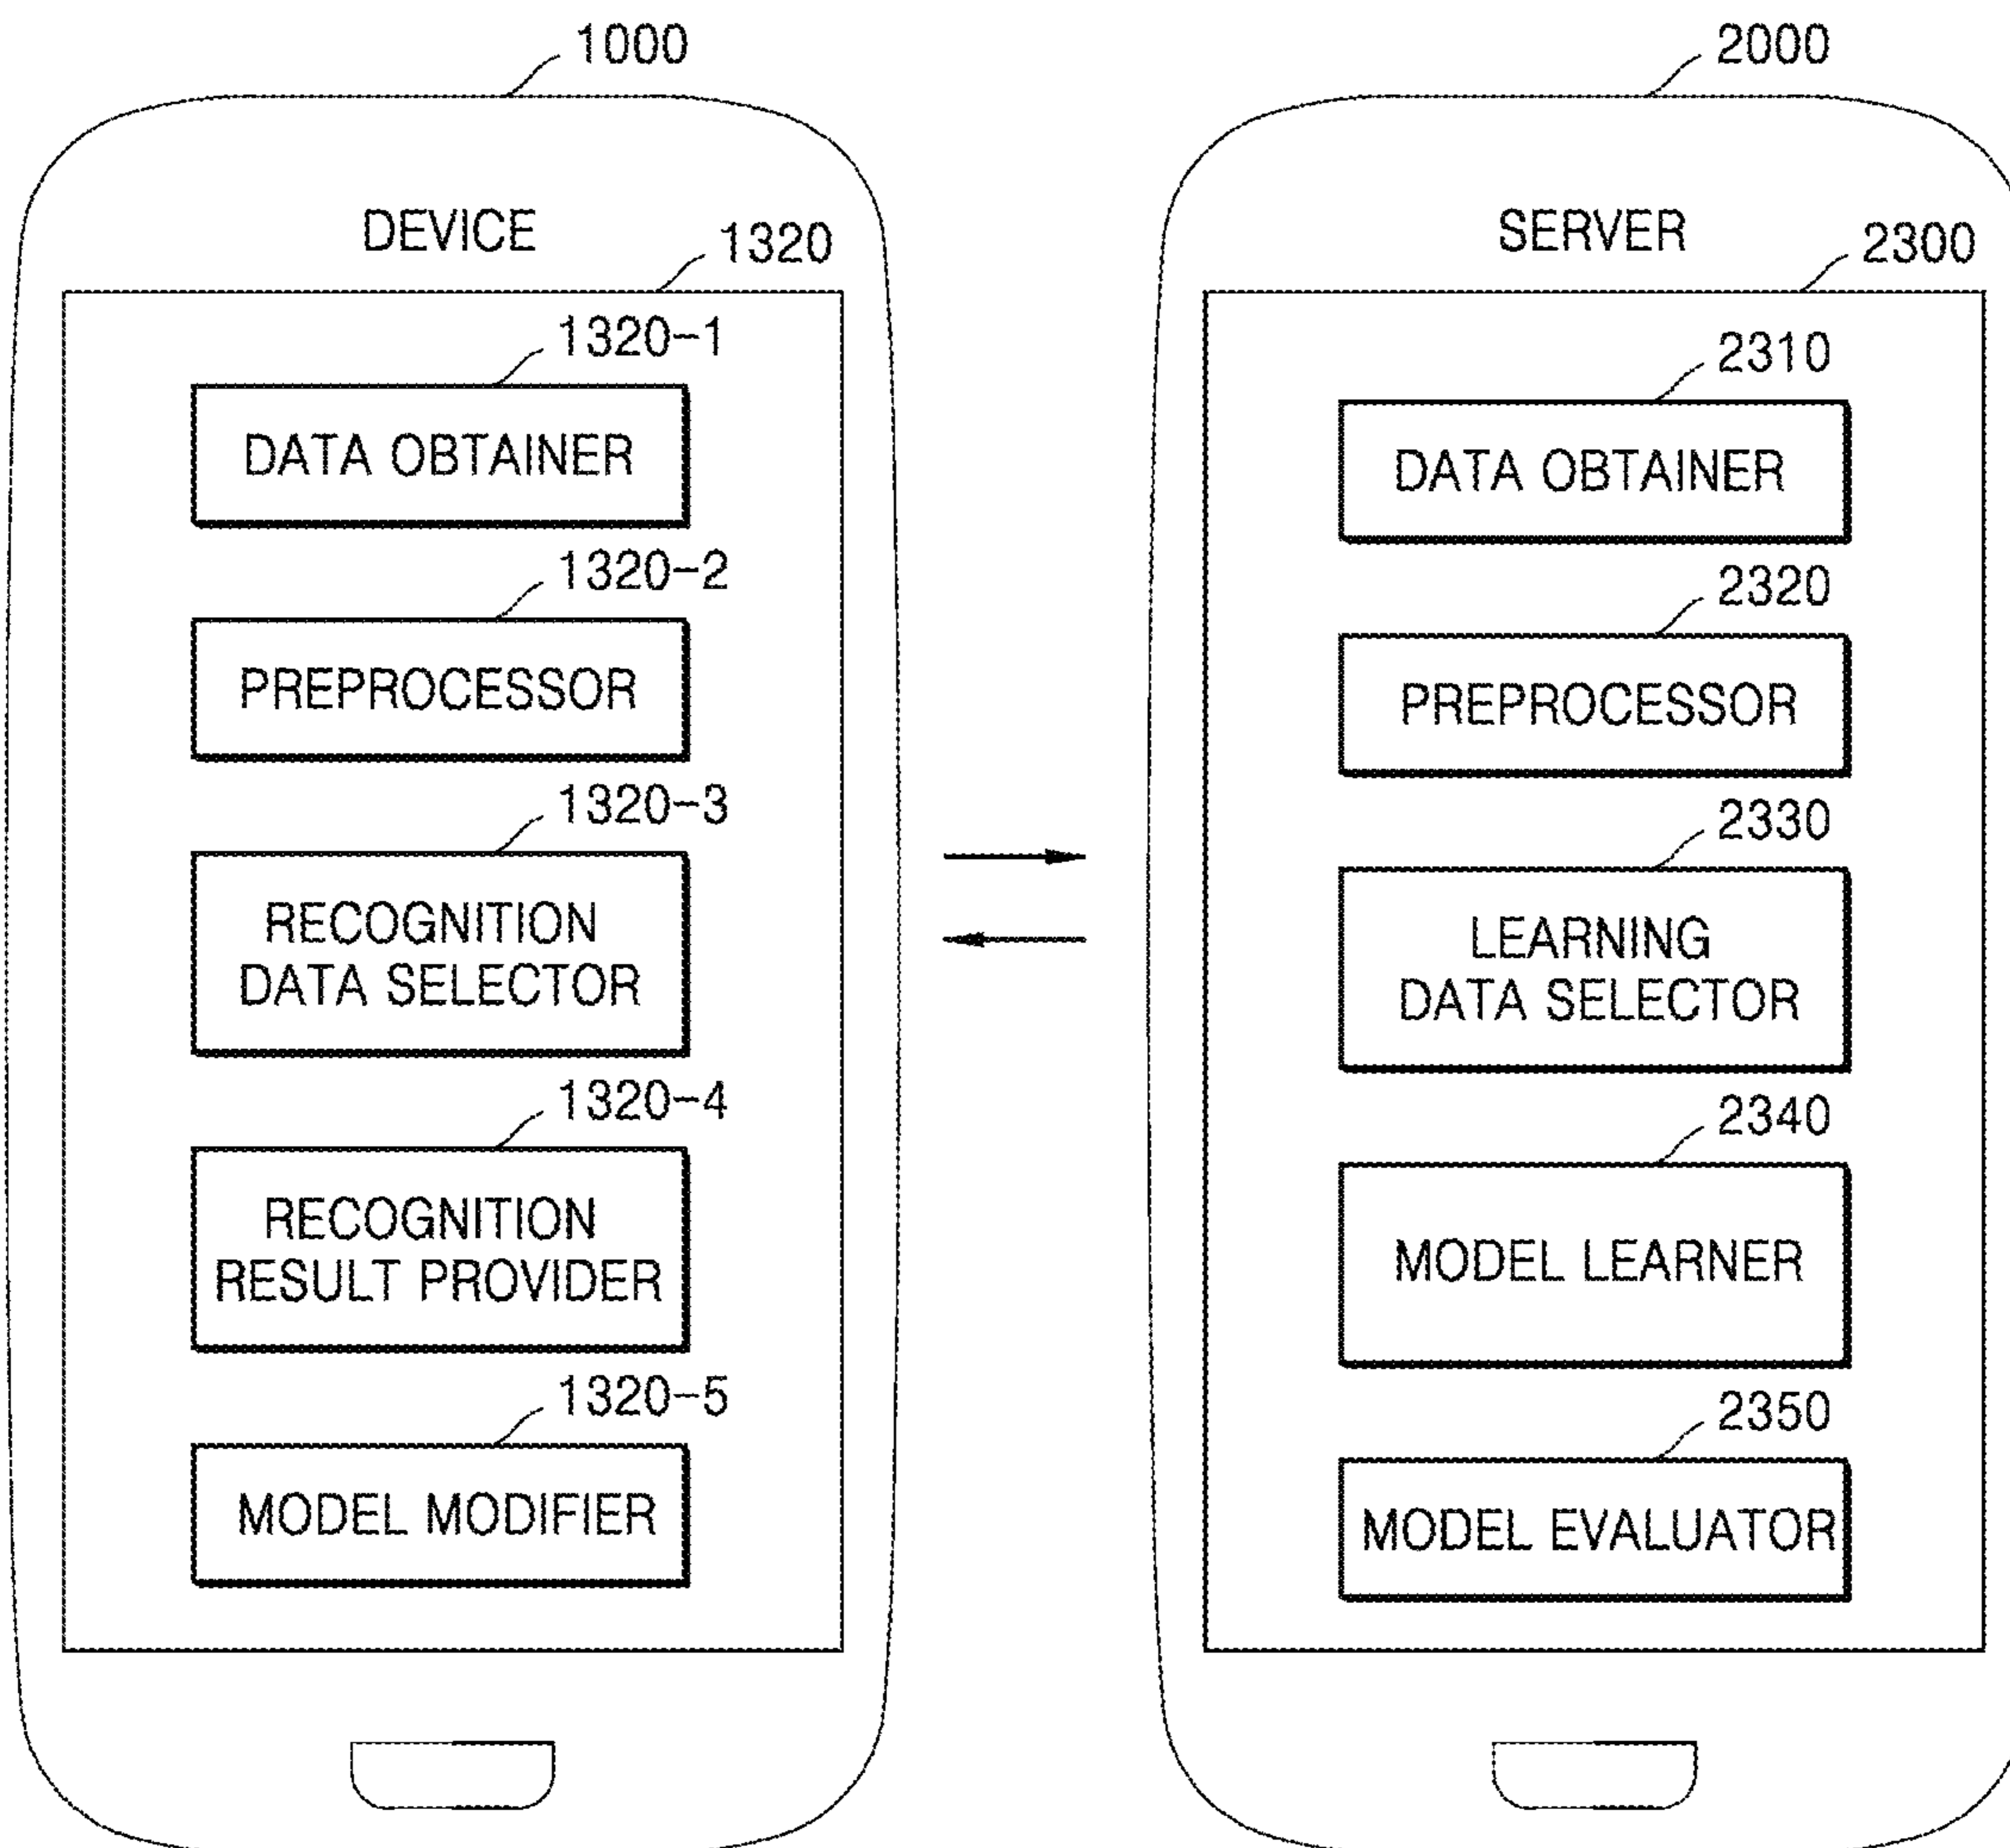 1000
DEVICE
1320
1320-1
DATA OBTAINER
1320-2
PREPROCESSOR
1320-3
RECOGNITION
DATA SELECTOR
1320-4
RECOGNITION
RESULT PROVIDER
1320-5
MODEL MODIFIER
2000
SERVER
2300
2310
DATA OBTAINER
2320
PREPROCESSOR
2330
LEARNING
DATA SELECTOR
2340
MODEL LEARNER
2350
MODEL EVALUATOR